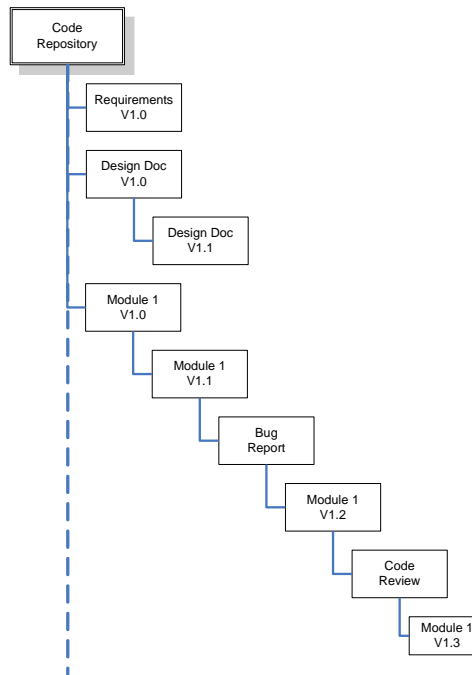 Code
Repository
Requirements
V1.0
Design Doc
V1.0
Design Doc
V1.1
Module 1
V1.0
Module 1
V1.1
Bug
Report
Module 1
V1.2
Code
Review
Module 1
V1.3